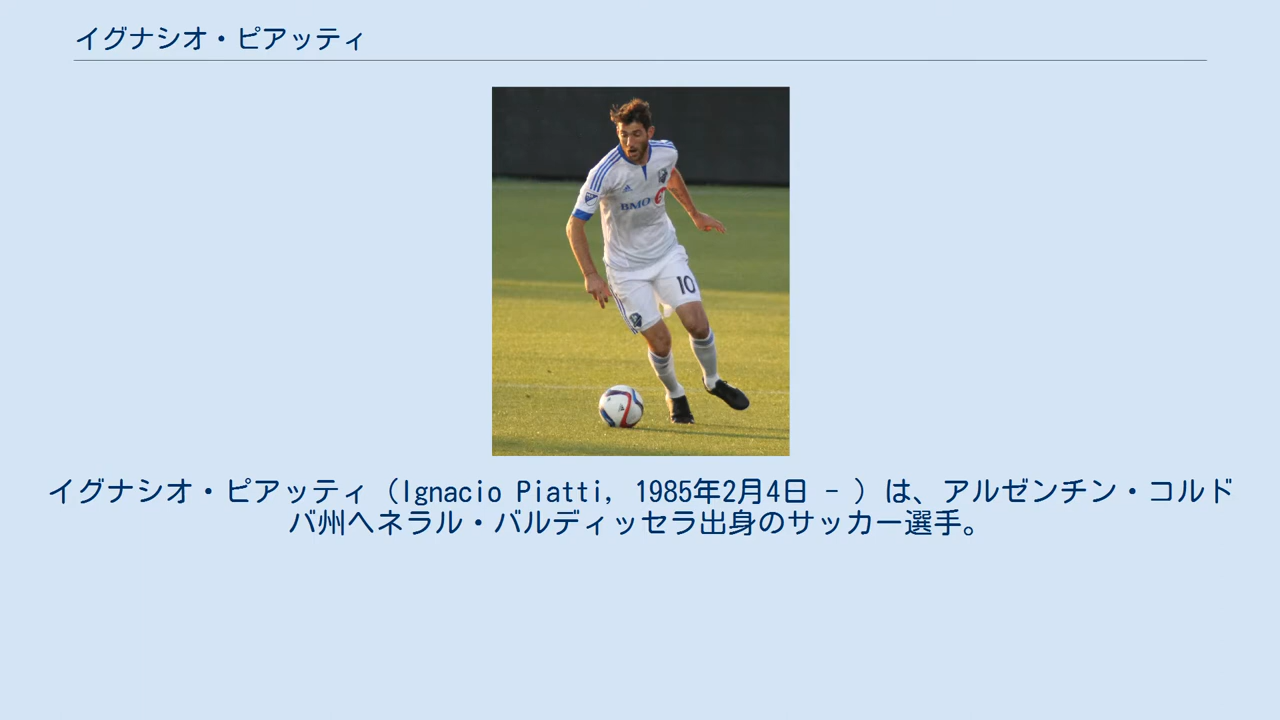 イグナシオ・ピアッティ
BMO
10
イグナシオ・ピアッティ（Ignacio Piatti, 1985年2月4日 - ）は、アルゼンチン・コルド
バ州ヘネラル・バルディッセラ出身のサッカー選手。